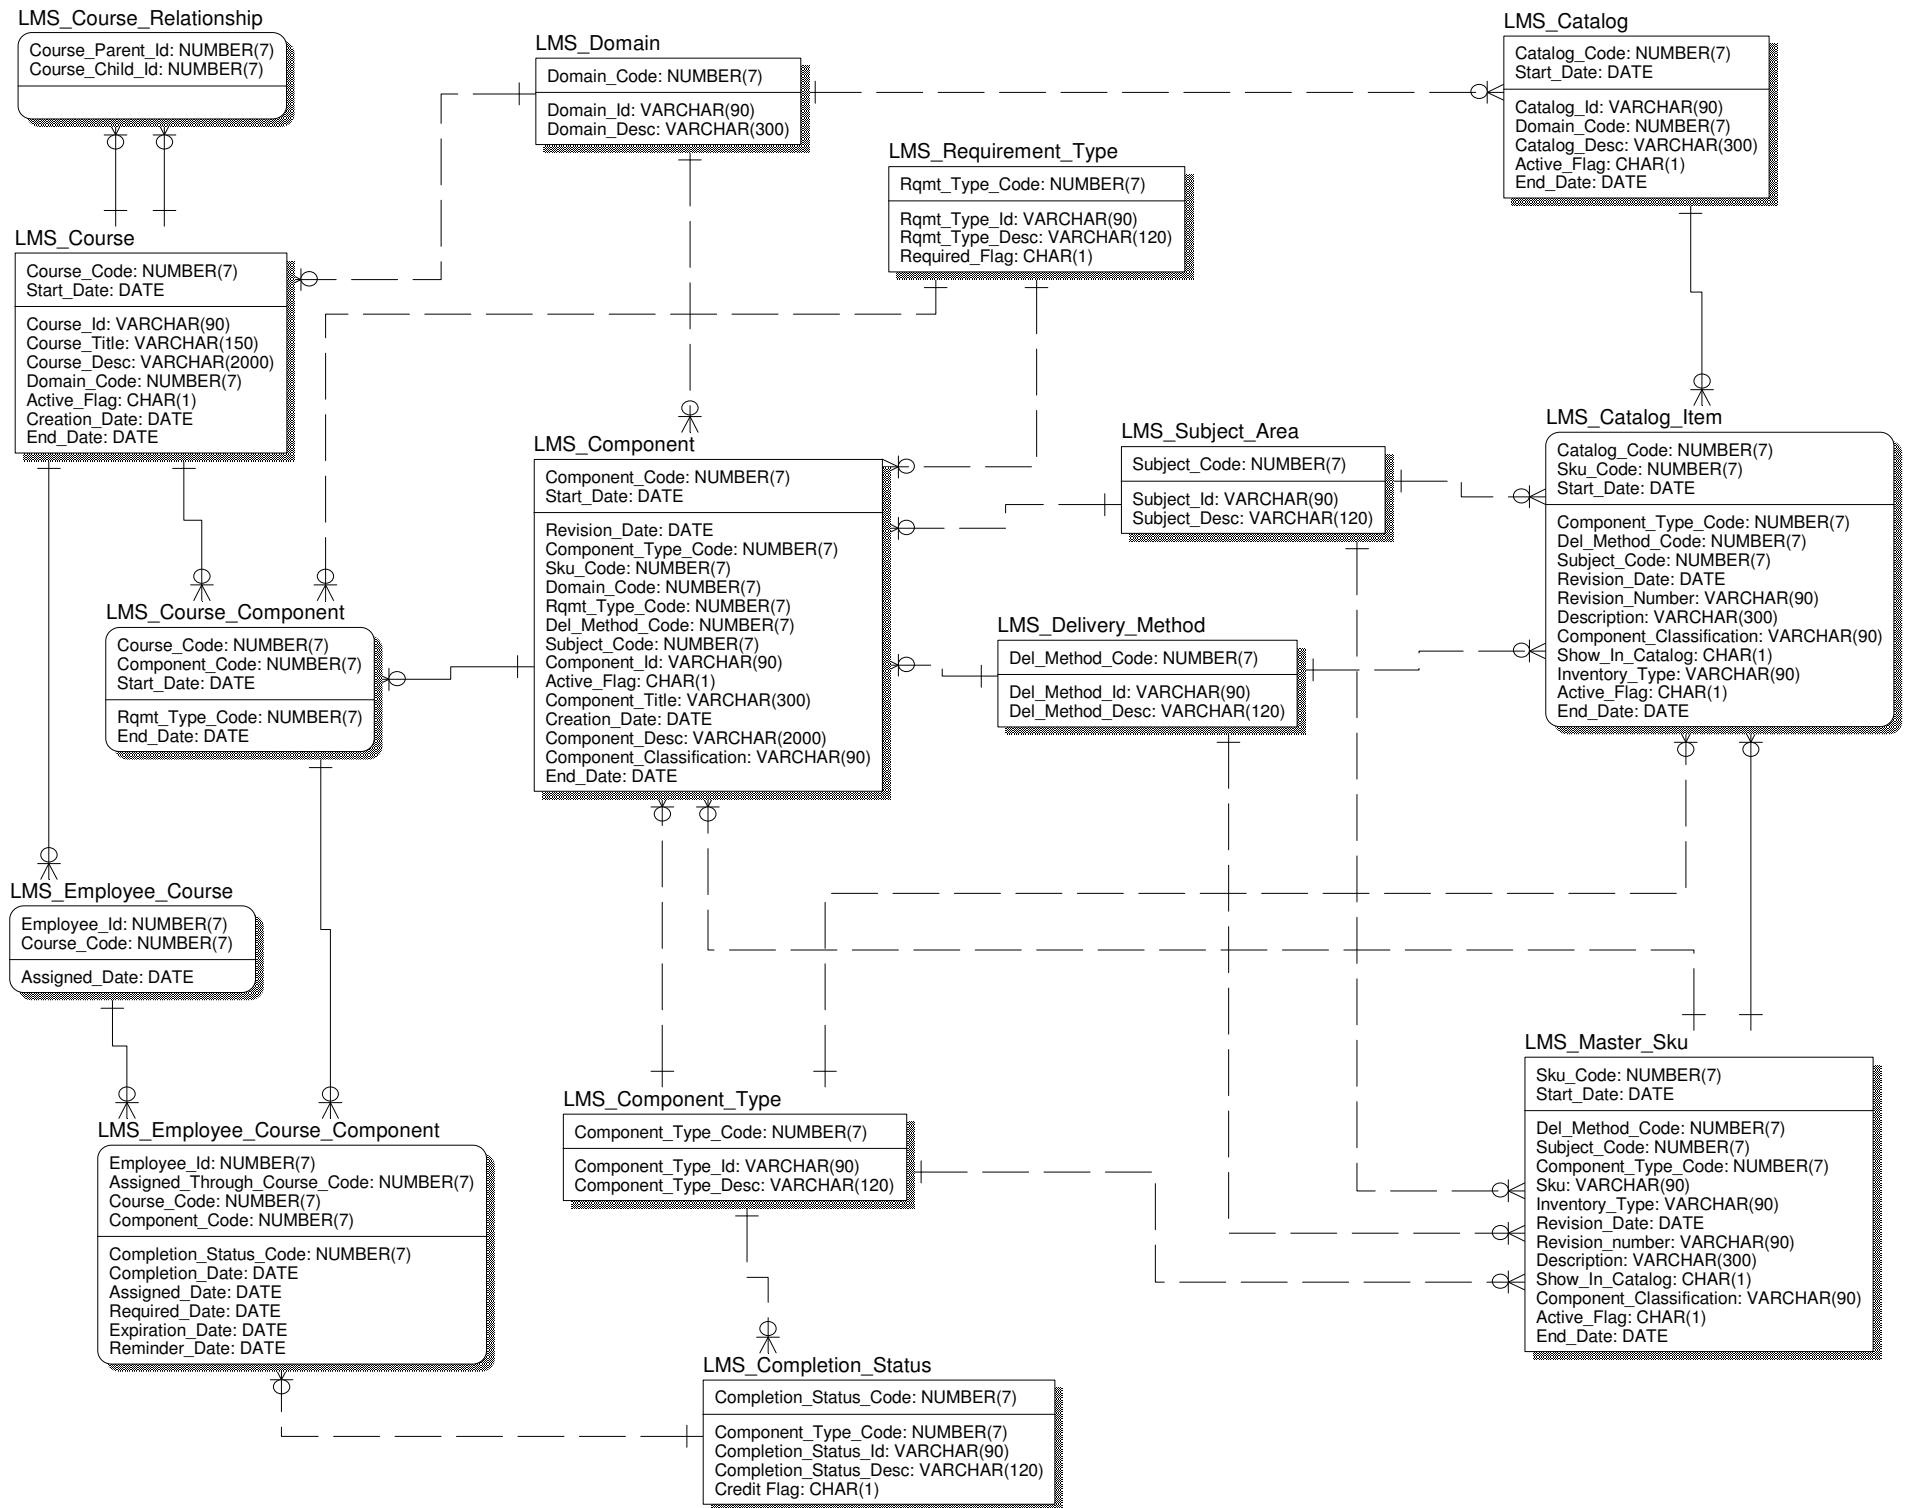 LMS_Course_Relationship
Course_Parent_Id: NUMBER(7)
Course_Child_Id: NUMBER(7)
LMS_Domain
Domain_Code: NUMBER(7)
Domain_Id: VARCHAR(90)
Domain_Desc: VARCHAR(300)
LMS_Catalog
Catalog_Code: NUMBER(7)
Start_Date: DATE
Catalog_Id: VARCHAR(90)
Domain_Code: NUMBER(7)
Catalog_Desc: VARCHAR(300)
Active_Flag: CHAR(1)
End_Date: DATE
LMS_Requirement_Type
Rqmt_Type_Code: NUMBER(7)
Rqmt_Type_Id: VARCHAR(90)
Rqmt_Type_Desc: VARCHAR(120)
Required_Flag: CHAR(1)
LMS_Course
Course_Code: NUMBER(7)
Start_Date: DATE
Course_Id: VARCHAR(90)
Course_Title: VARCHAR(150)
Course_Desc: VARCHAR(2000)
Domain_Code: NUMBER(7)
Active_Flag: CHAR(1)
Creation_Date: DATE
End_Date: DATE
LMS_Component
Component_Code: NUMBER(7)
Start_Date: DATE
Revision_Date: DATE
Component_Type_Code: NUMBER(7)
Sku_Code: NUMBER(7)
Domain_Code: NUMBER(7)
Rqmt_Type_Code: NUMBER(7)
Del_Method_Code: NUMBER(7)
Subject_Code: NUMBER(7)
Component_Id: VARCHAR(90)
Active_Flag: CHAR(1)
Component_Title: VARCHAR(300)
Creation_Date: DATE
Component_Desc: VARCHAR(2000)
Component_Classification: VARCHAR(90)
End_Date: DATE
LMS_Subject_Area
Subject_Code: NUMBER(7)
Subject_Id: VARCHAR(90)
Subject_Desc: VARCHAR(120)
LMS_Catalog_Item
Catalog_Code: NUMBER(7)
Sku_Code: NUMBER(7)
Start_Date: DATE
Component_Type_Code: NUMBER(7)
Del_Method_Code: NUMBER(7)
Subject_Code: NUMBER(7)
Revision_Date: DATE
Revision_Number: VARCHAR(90)
Description: VARCHAR(300)
Component_Classification: VARCHAR(90)
Show_In_Catalog: CHAR(1)
Inventory_Type: VARCHAR(90)
Active_Flag: CHAR(1)
End_Date: DATE
LMS_Course_Component
Course_Code: NUMBER(7)
Component_Code: NUMBER(7)
Start_Date: DATE
Rqmt_Type_Code: NUMBER(7)
End_Date: DATE
LMS_Delivery_Method
Del_Method_Code: NUMBER(7)
Del_Method_Id: VARCHAR(90)
Del_Method_Desc: VARCHAR(120)
LMS_Employee_Course
Employee_Id: NUMBER(7)
Course_Code: NUMBER(7)
Assigned_Date: DATE
LMS_Master_Sku
Sku_Code: NUMBER(7)
Start_Date: DATE
Del_Method_Code: NUMBER(7)
Subject_Code: NUMBER(7)
Component_Type_Code: NUMBER(7)
Sku: VARCHAR(90)
Inventory_Type: VARCHAR(90)
Revision_Date: DATE
Revision_number: VARCHAR(90)
Description: VARCHAR(300)
Show_In_Catalog: CHAR(1)
Component_Classification: VARCHAR(90)
Active_Flag: CHAR(1)
End_Date: DATE
LMS_Component_Type
Component_Type_Code: NUMBER(7)
Component_Type_Id: VARCHAR(90)
Component_Type_Desc: VARCHAR(120)
LMS_Employee_Course_Component
Employee_Id: NUMBER(7)
Assigned_Through_Course_Code: NUMBER(7)
Course_Code: NUMBER(7)
Component_Code: NUMBER(7)
Completion_Status_Code: NUMBER(7)
Completion_Date: DATE
Assigned_Date: DATE
Required_Date: DATE
Expiration_Date: DATE
Reminder_Date: DATE
LMS_Completion_Status
Completion_Status_Code: NUMBER(7)
Component_Type_Code: NUMBER(7)
Completion_Status_Id: VARCHAR(90)
Completion_Status_Desc: VARCHAR(120)
Credit Flag: CHAR(1)